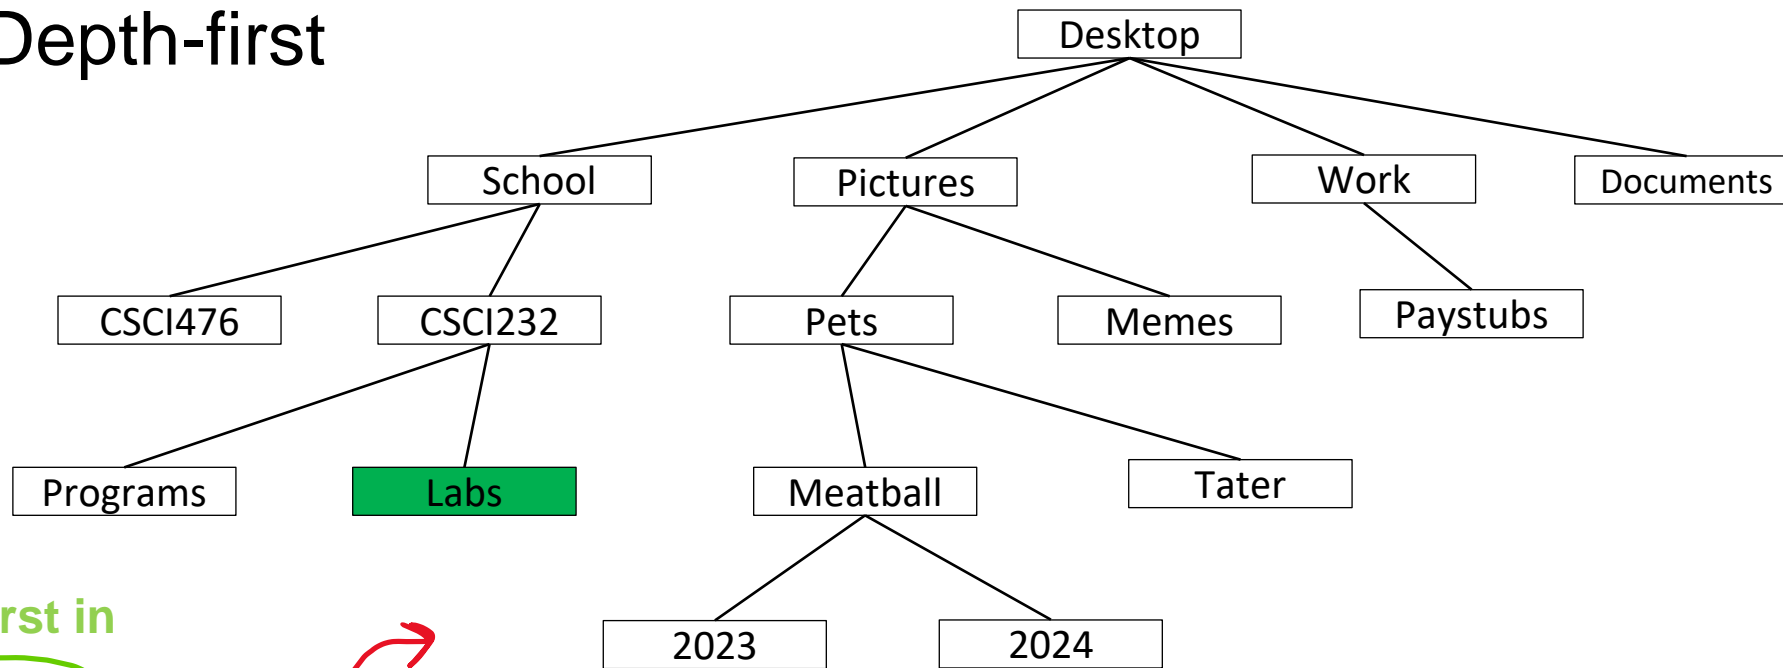 Depth-first
Desktop
School
Pictures
Work
Documents
CSCI476
CSCI232
Pets
Memes
Paystubs
Programs
Labs
Meatball
Tater
rst in
2023
2024